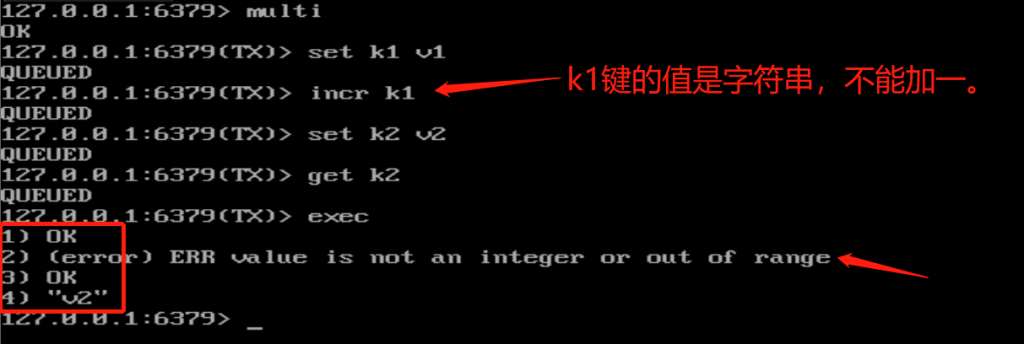 127.0.0.1:6379> multi
OK
127.0.0.1:6379(TX)> set k1 v1
QUEUED
127.0.0.1:6379(TX)> incr k1
k1键的值是字符串，不能加一。
QUEUED
127.0.0.1:6379(TX)> set k2 v2
QUEUED
127.0.0.1:6379(TX)> get k2
QUEUED
127.0.0.1:6379(TX)> exec
1) OK
2) (error) ERR value is not an integer or out of range
3) OK
4) "v2"
127.0.0.1:6379> _